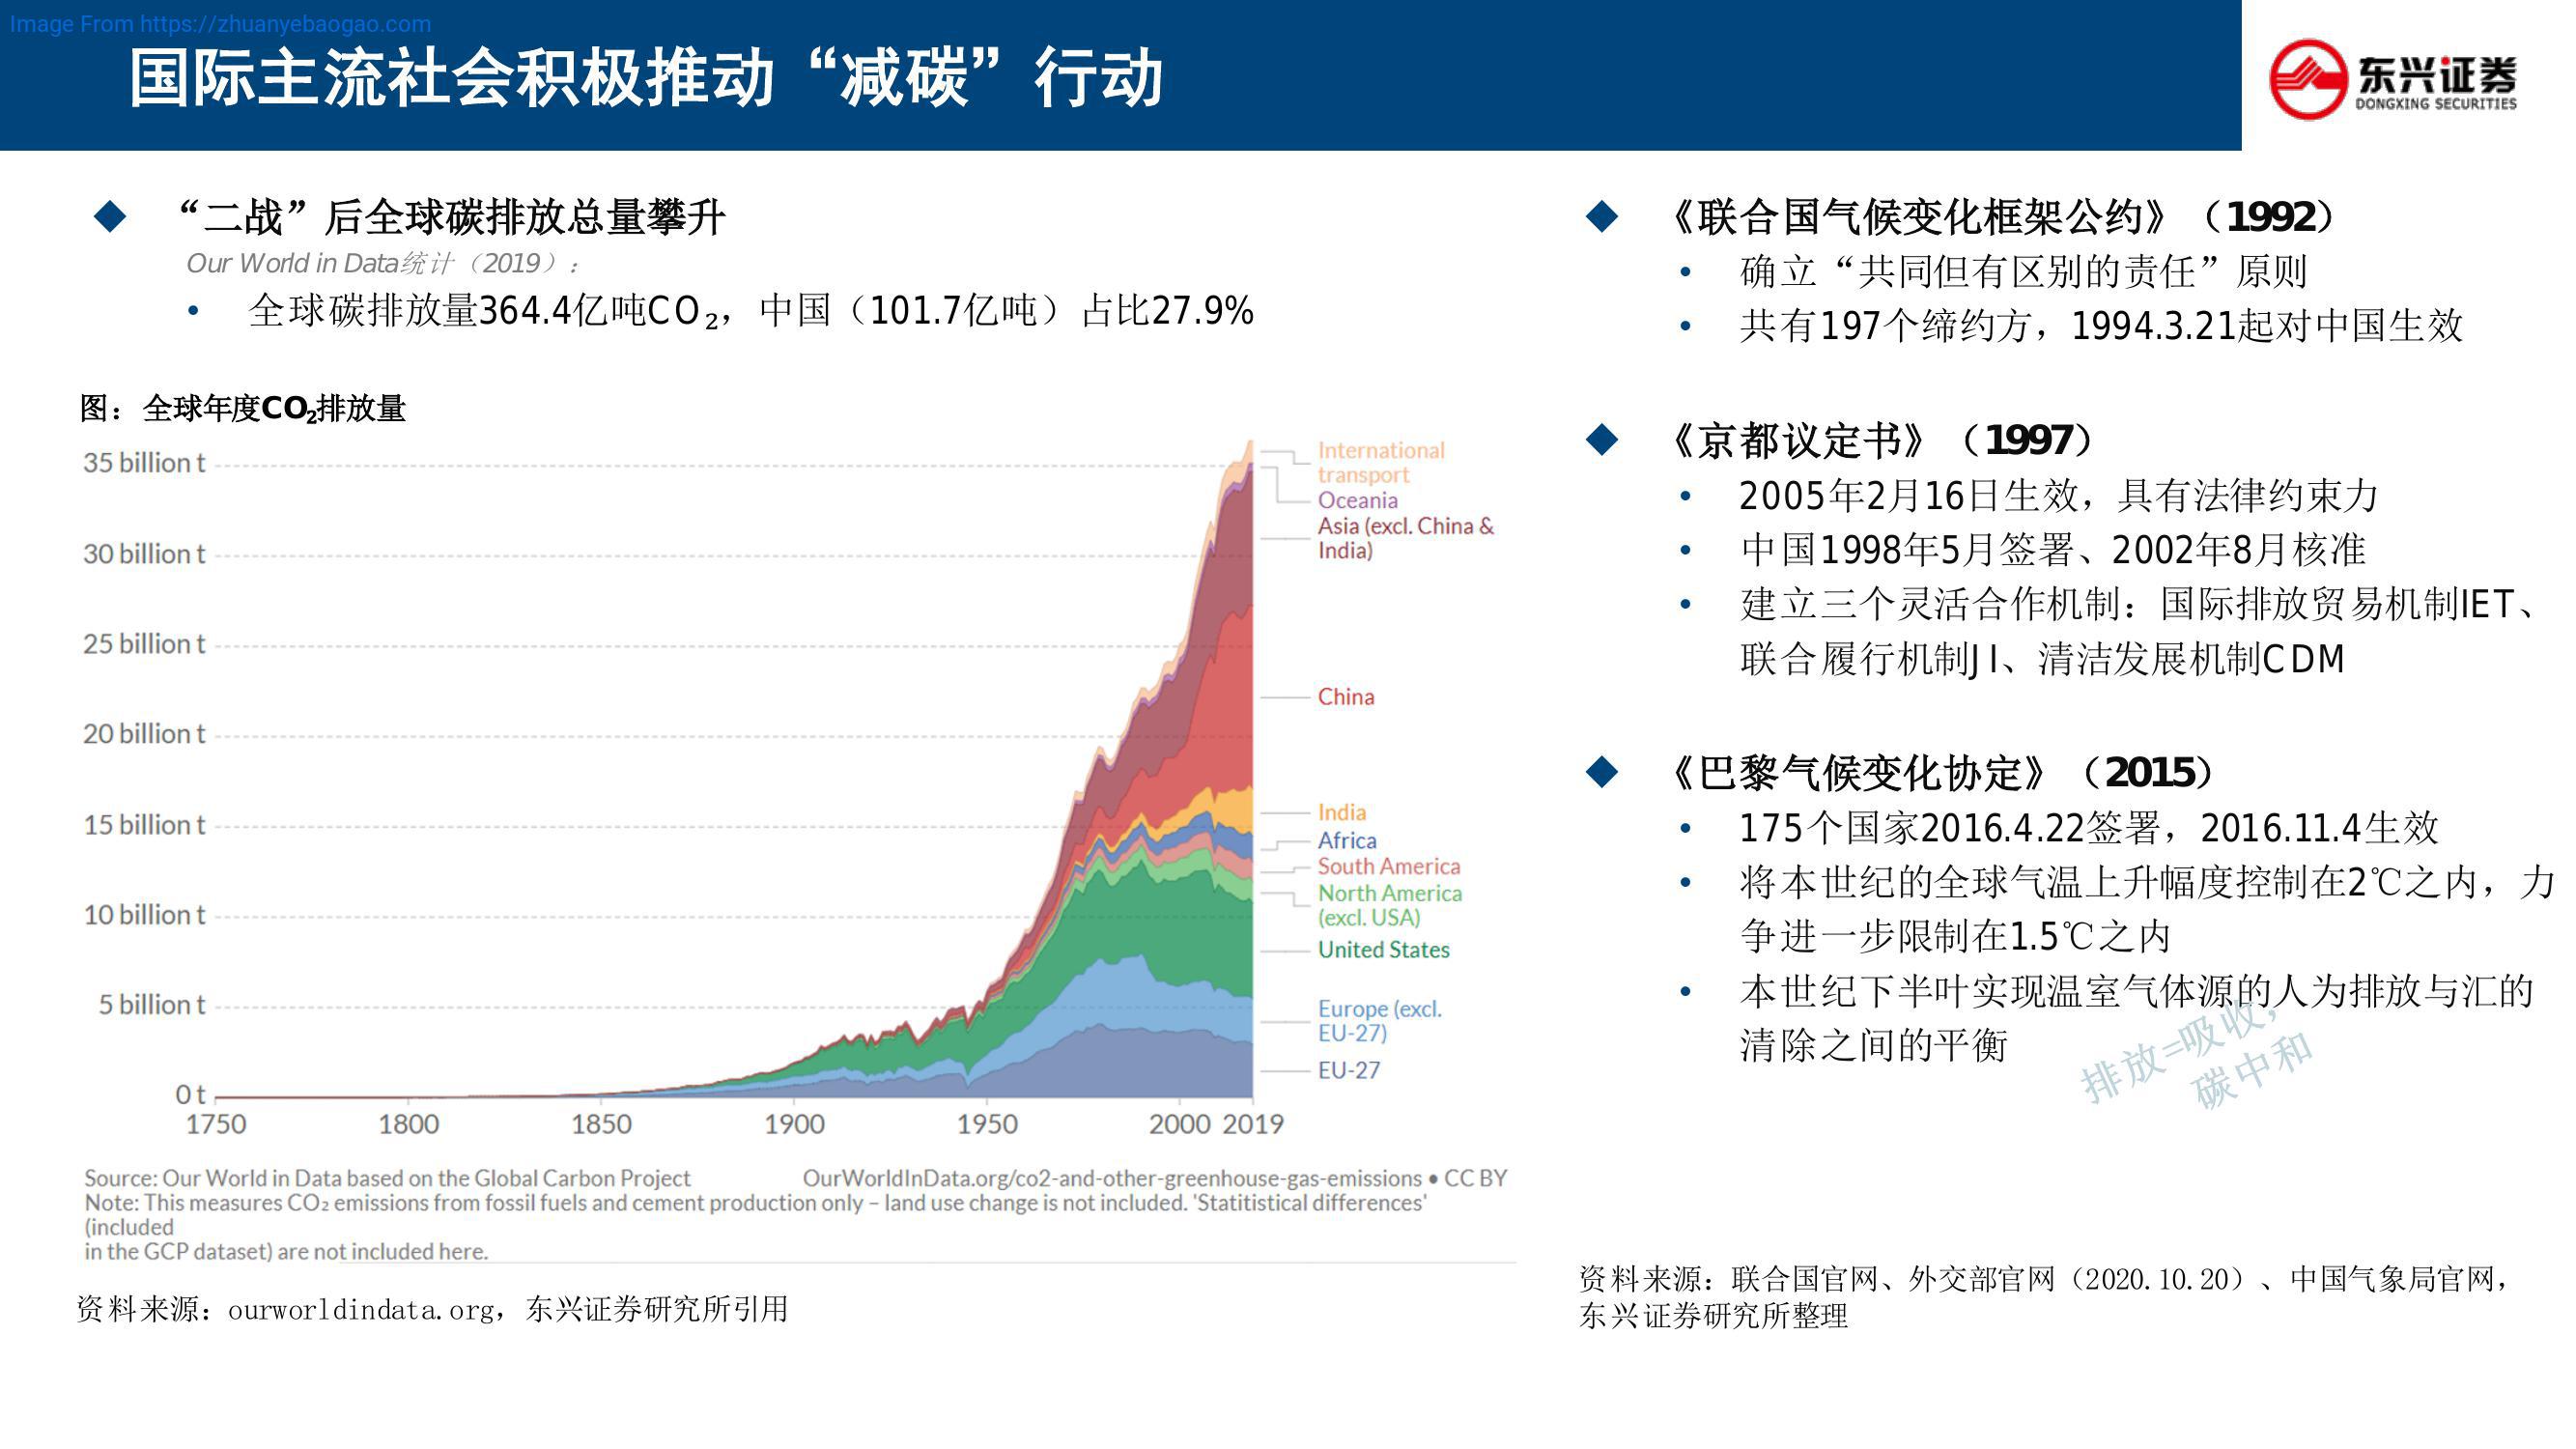 Image From https://zhuanyebaogao.com
国际主流社会积极推动“减碳”行动
东兴证券
DONGXING SECURITIES
“二战”后全球碳排放总量攀升
Our World in Data统计（2019）：
• 全球碳排放量364.4亿吨CO₂，中国（101.7亿吨）占比27.9%
图：全球年度CO₂排放量
35 billion t
30 billion t
25 billion t
20 billion t
15 billion t
10 billion t
5 billion t
0 t
1750 1800 1850 1900 1950 2000 2019
International
transport
Oceania
Asia (excl. China &
India)
China
India
Africa
South America
North America
(excl. USA)
United States
Europe (excl.
EU-27)
EU-27
Source: Our World in Data based on the Global Carbon Project OurWorldInData.org/co2-and-other-greenhouse-gas-emissions • CC BY
Note: This measures CO₂ emissions from fossil fuels and cement production only – land use change is not included. 'Statitistical differences'
(included
in the GCP dataset) are not included here.
资料来源：ourworldindata.org，东兴证券研究所引用
《联合国气候变化框架公约》（1992）
• 确立“共同但有区别的责任”原则
• 共有197个缔约方，1994.3.21起对中国生效
《京都议定书》（1997）
• 2005年2月16日生效，具有法律约束力
• 中国1998年5月签署、2002年8月核准
• 建立三个灵活合作机制：国际排放贸易机制IET、
联合履行机制JI、清洁发展机制CDM
《巴黎气候变化协定》（2015）
• 175个国家2016.4.22签署，2016.11.4生效
• 将本世纪的全球气温上升幅度控制在2℃之内，力
争进一步限制在1.5℃之内
• 本世纪下半叶实现温室气体源的人为排放与汇的
清除之间的平衡
排放=吸收，
碳中和
资料来源：联合国官网、外交部官网（2020.10.20）、中国气象局官网，
东兴证券研究所整理